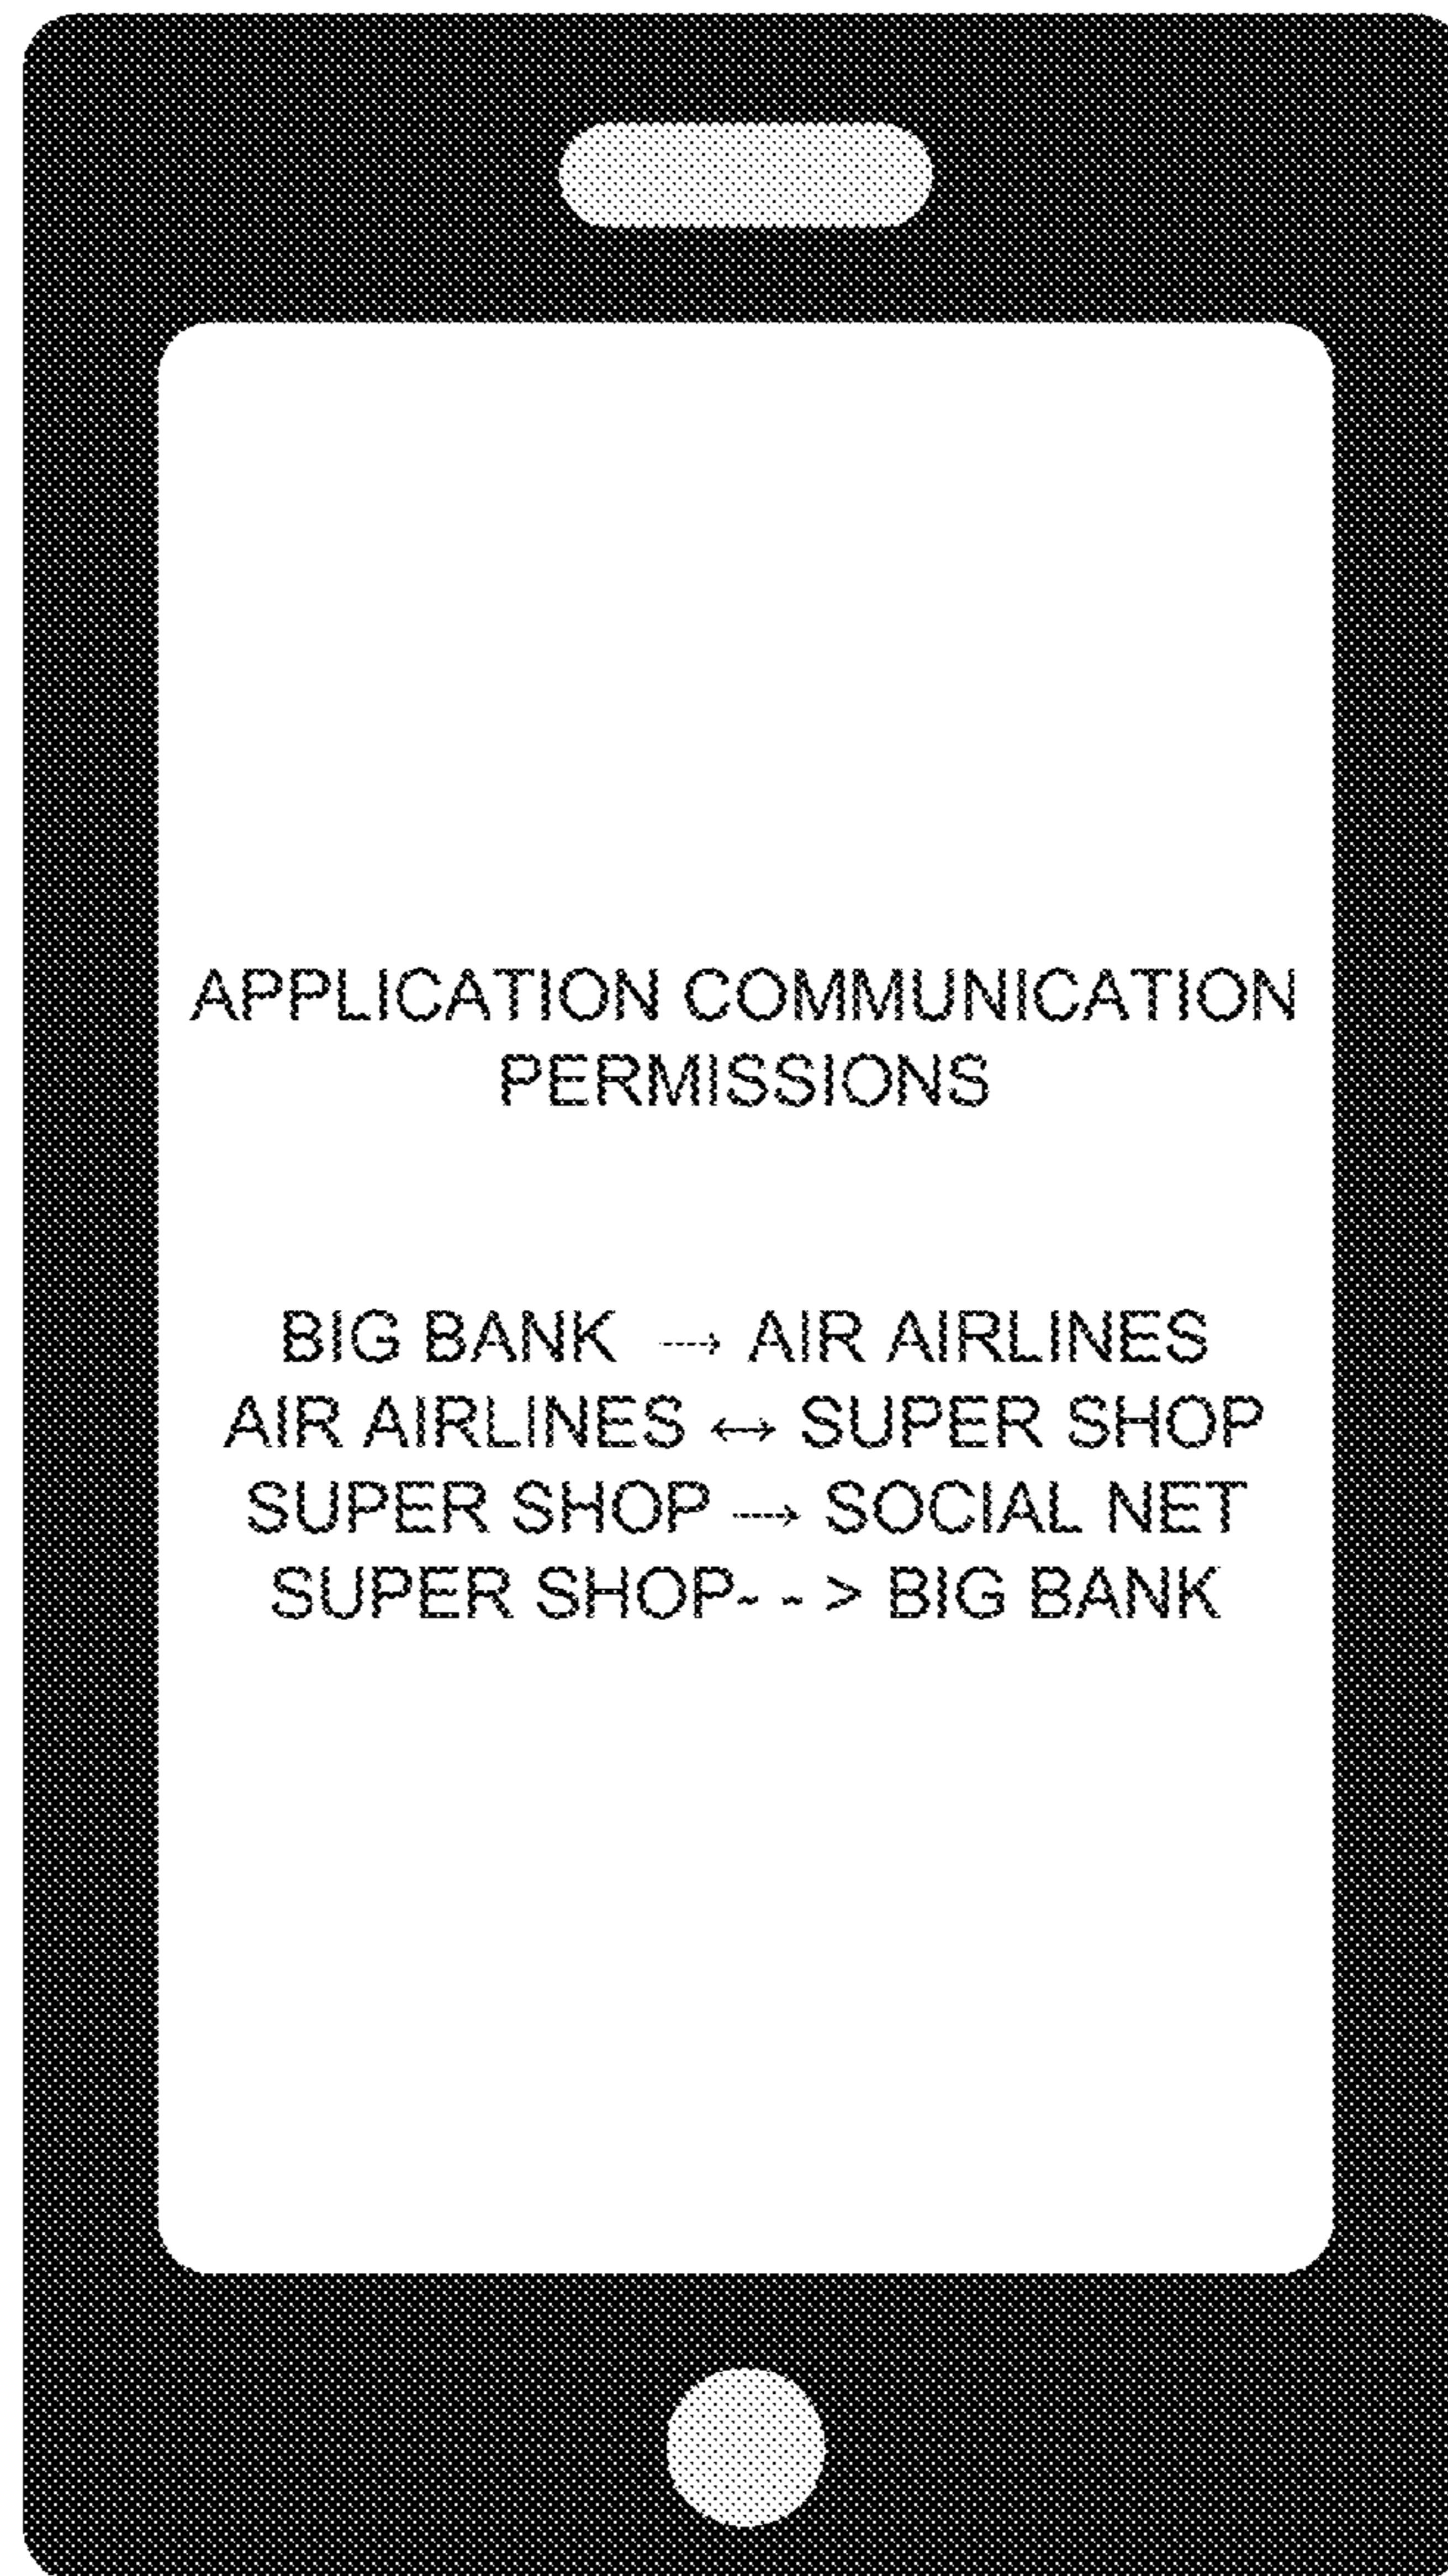 APPLICATION COMMUNICATION
PERMISSIONS
BIG BANK → AIR AIRLINES
AIR AIRLINES ↔ SUPER SHOP
SUPER SHOP → SOCIAL NET
SUPER SHOP- - > BIG BANK